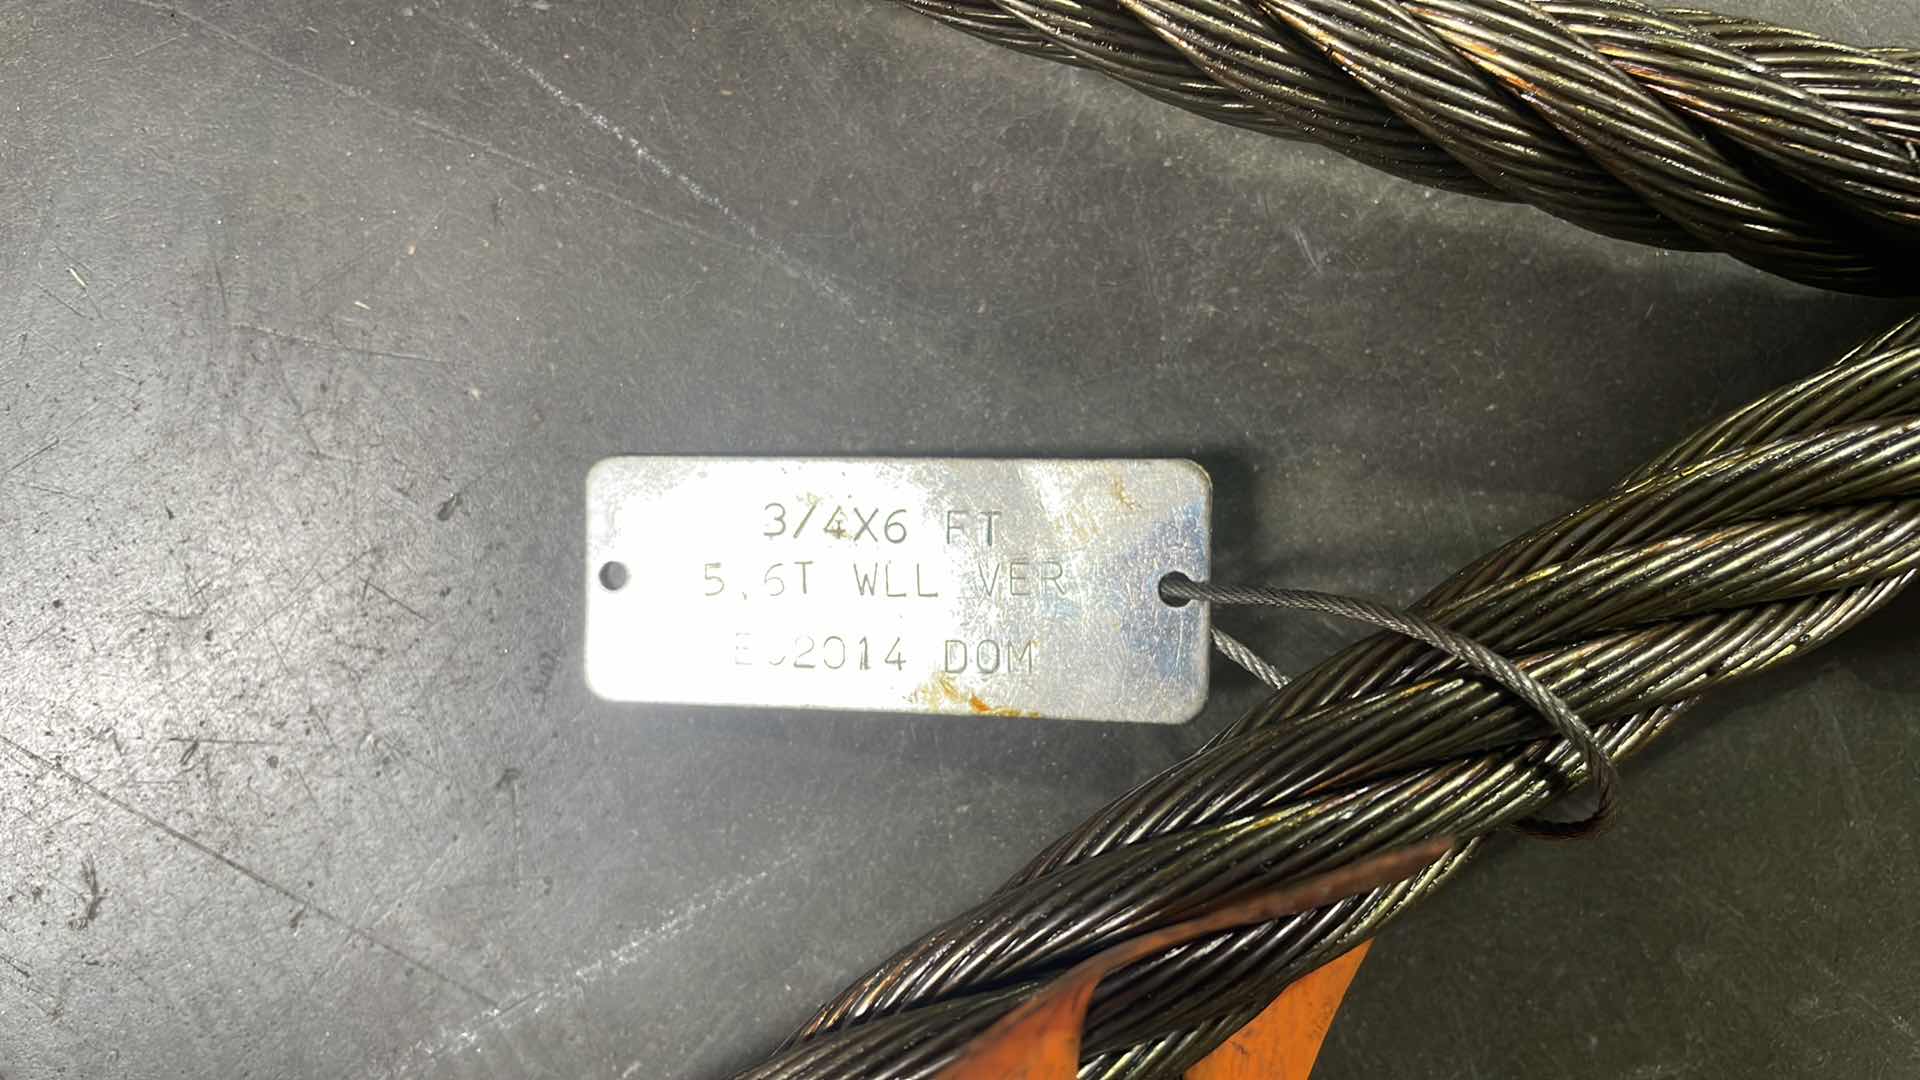 3/4X6 FT
5.6T WLL VER
DOM